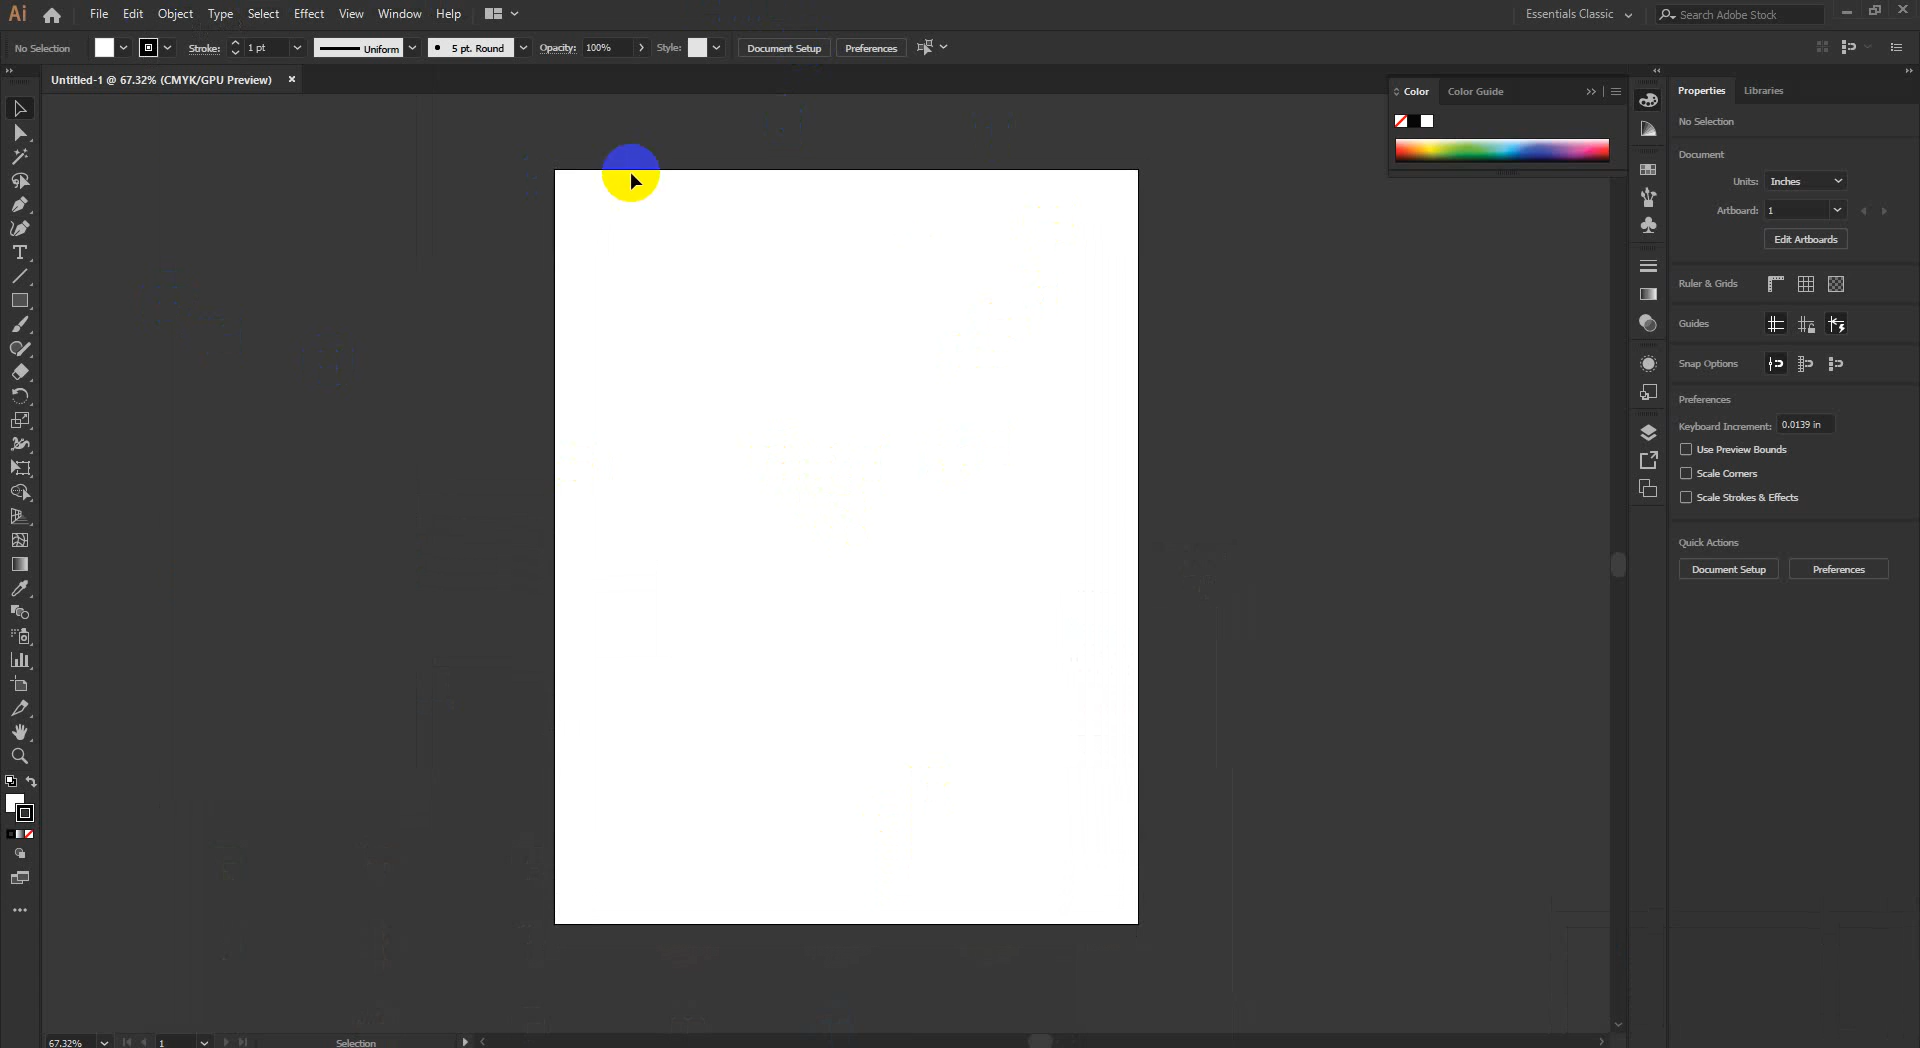 Ai File Edit Object Type Select Effect View Window Help Essentials Classic Search Adobe Stock
No Selection Stroke: 1 pt Uniform 5 pt. Round Opacity: 100% Style: Document Setup Preferences
Untitled-1 @ 67.32% (CMYK/GPU Preview)
Color Color Guide
Properties Libraries
No Selection
Document
Units: Inches
Artboard: 1
Edit Artboards
Ruler & Grids
Guides
Snap Options
Preferences
Keyboard Increment: 0.0139 in
Use Preview Bounds
Scale Corners
Scale Strokes & Effects
Quick Actions
Document Setup Preferences
67.32% 1 Selection